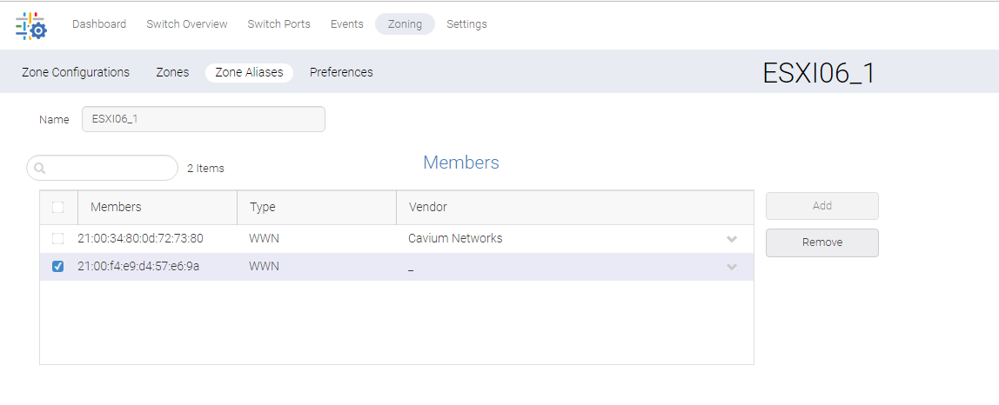 Dashboard Switch Overview Switch Ports Events Zoning Settings
Zone Configurations Zones Zone Aliases Preferences ESXI06_1
Name ESXI06_1
2 Items Members
Members Type Vendor Add
21:00:34:80:0d:72:73:80 WWN Cavium Networks Remove
21:00:f4:e9:d4:57:e6:9a WWN _